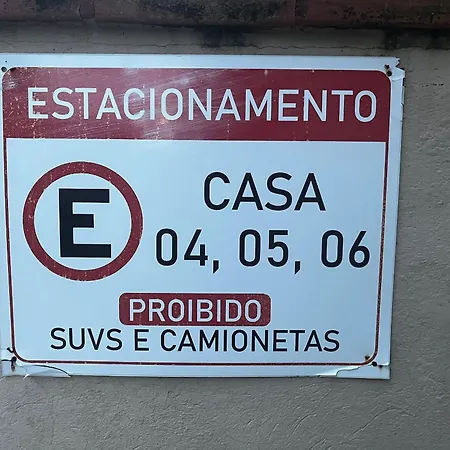 ESTACIONAMENTO
E
CASA
04, 05, 06
PROIBIDO
SUVS E CAMIONETAS